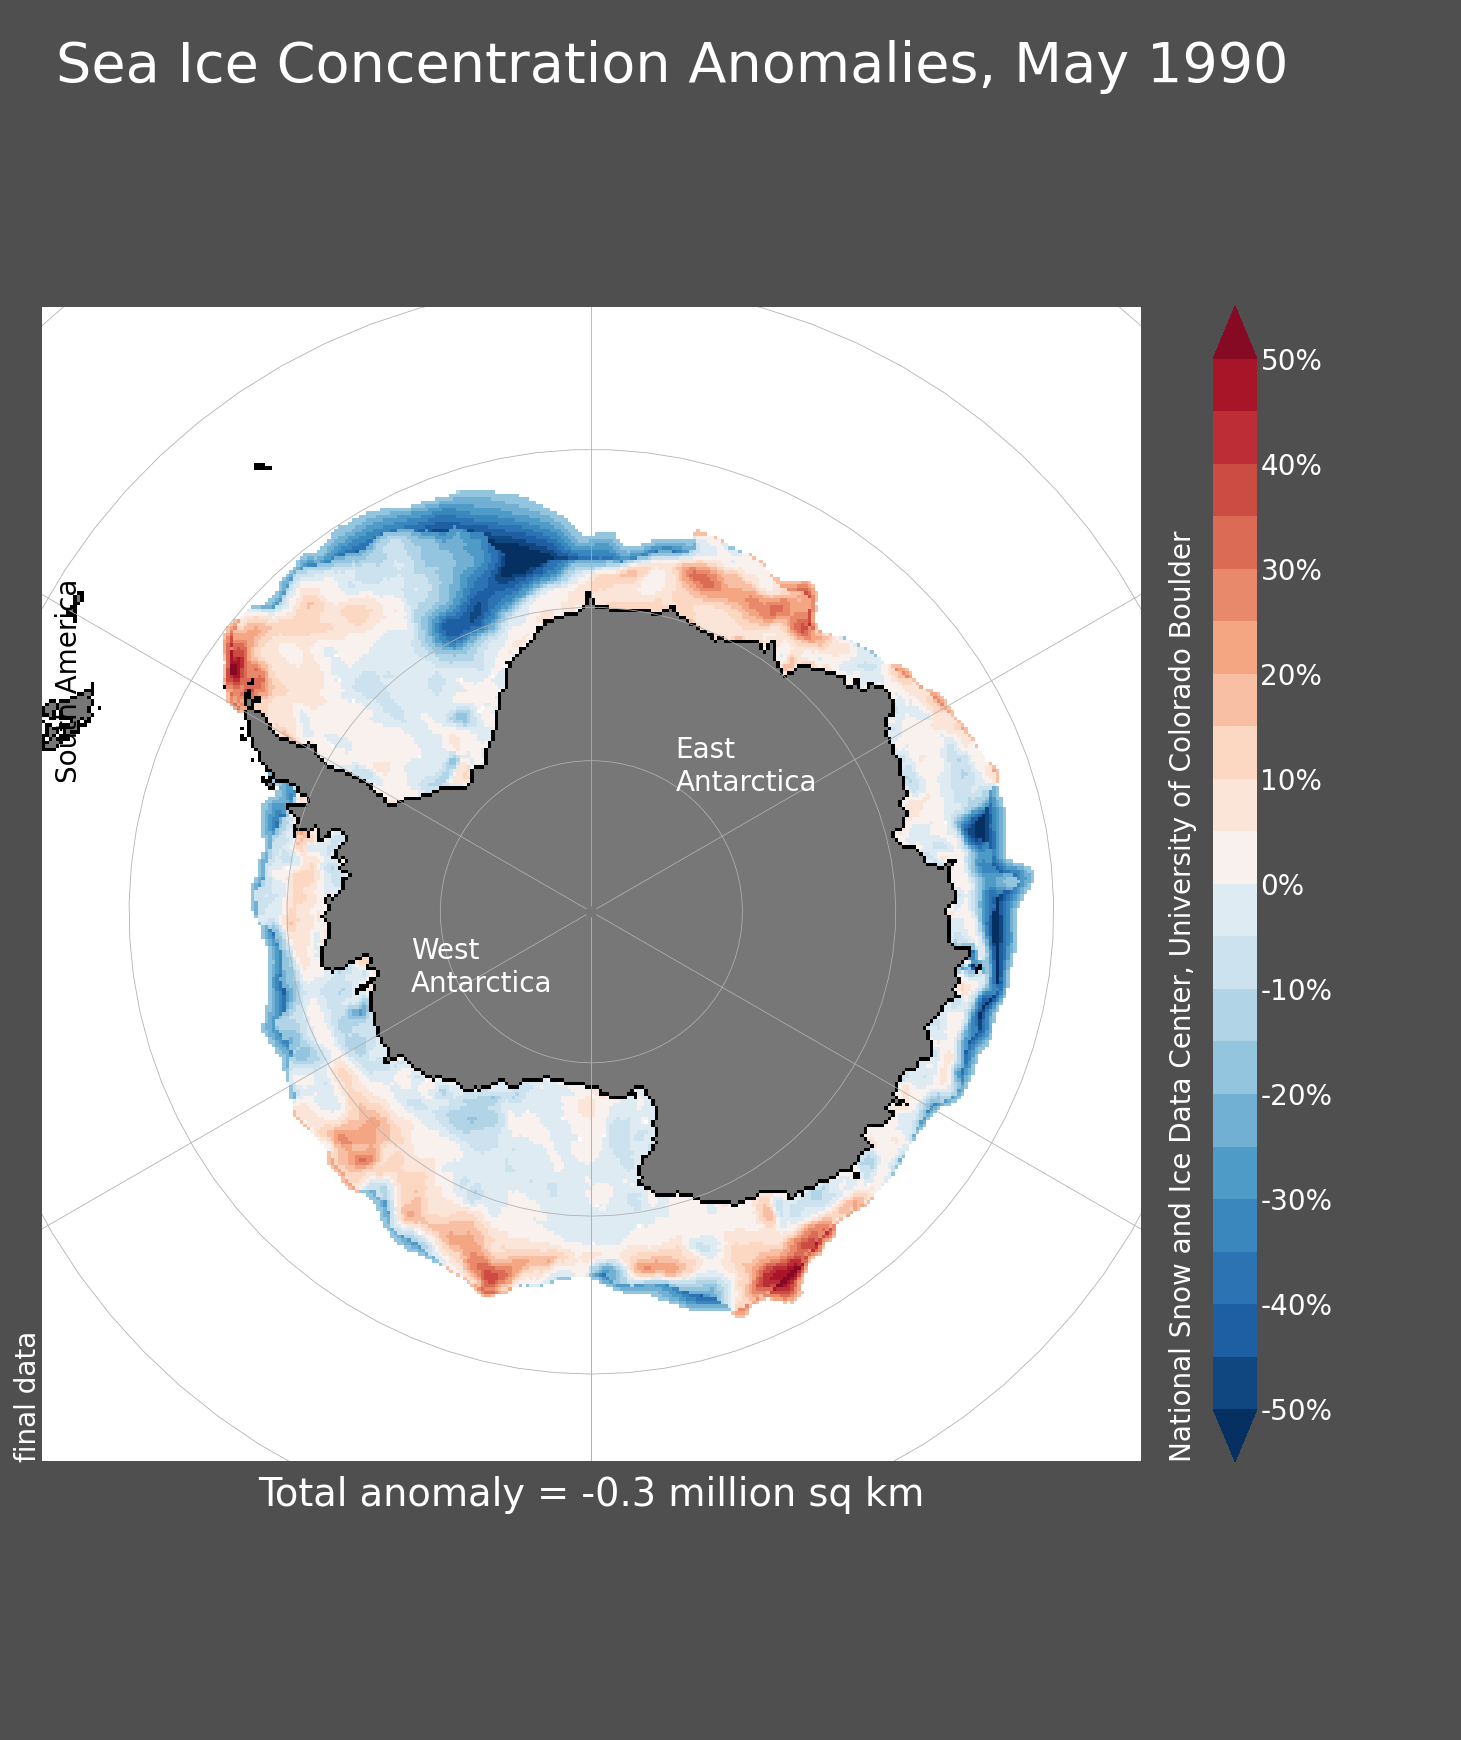 Sea Ice Concentration Anomalies, May 1990
South America
East
Antarctica
West
Antarctica
final data
Total anomaly = -0.3 million sq km
National Snow and Ice Data Center, University of Colorado Boulder
50%
40%
30%
20%
10%
0%
-10%
-20%
-30%
-40%
-50%